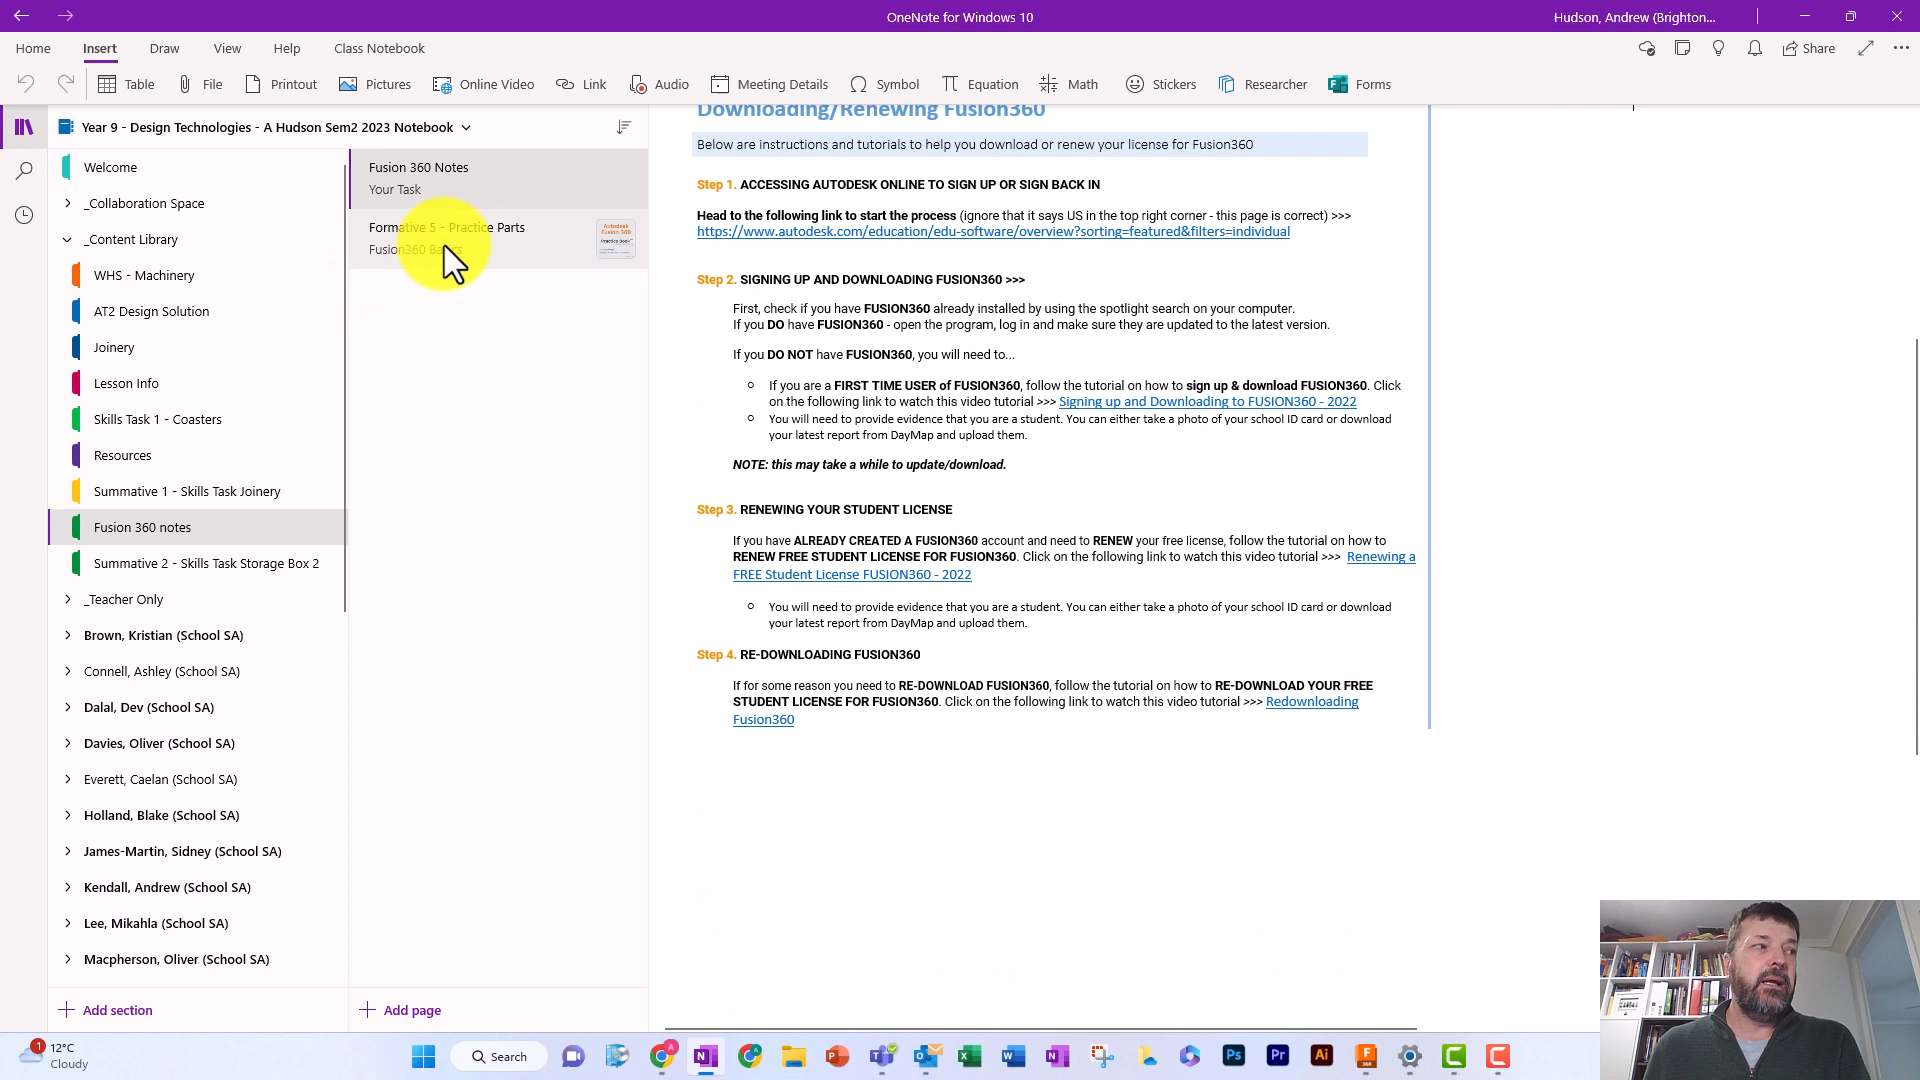 OneNote for Windows 10
Hudson, Andrew (Brighton...
Home
Insert
Draw
View
Help
Class Notebook
Share
Table
File
Printout
Pictures
Online Video
Link
Audio
Meeting Details
Symbol
Equation
Math
Stickers
Researcher
Forms
Year 9 - Design Technologies - A Hudson Sem2 2023 Notebook
Welcome
_Collaboration Space
_Content Library
WHS - Machinery
AT2 Design Solution
Joinery
Lesson Info
Skills Task 1 - Coasters
Resources
Summative 1 - Skills Task Joinery
Fusion 360 notes
Summative 2 - Skills Task Storage Box 2
_Teacher Only
Brown, Kristian (School SA)
Connell, Ashley (School SA)
Dalal, Dev (School SA)
Davies, Oliver (School SA)
Everett, Caelan (School SA)
Holland, Blake (School SA)
James-Martin, Sidney (School SA)
Kendall, Andrew (School SA)
Lee, Mikahla (School SA)
Macpherson, Oliver (School SA)
Add section
Fusion 360 Notes
Your Task
Formative 5 - Practice Parts
Fusion360 Basics
Autodesk
Fusion 360
Practice Book
Add page
Downloading/Renewing Fusion360
Below are instructions and tutorials to help you download or renew your license for Fusion360
Step 1. ACCESSING AUTODESK ONLINE TO SIGN UP OR SIGN BACK IN
Head to the following link to start the process (ignore that it says US in the top right corner - this page is correct) >>>
https://www.autodesk.com/education/edu-software/overview?sorting=featured&filters=individual
Step 2. SIGNING UP AND DOWNLOADING FUSION360 >>>
First, check if you have FUSION360 already installed by using the spotlight search on your computer.
If you DO have FUSION360 - open the program, log in and make sure they are updated to the latest version.
If you DO NOT have FUSION360, you will need to...
If you are a FIRST TIME USER of FUSION360, follow the tutorial on how to sign up & download FUSION360. Click
on the following link to watch this video tutorial >>> Signing up and Downloading to FUSION360 - 2022
You will need to provide evidence that you are a student. You can either take a photo of your school ID card or download
your latest report from DayMap and upload them.
NOTE: this may take a while to update/download.
Step 3. RENEWING YOUR STUDENT LICENSE
If you have ALREADY CREATED A FUSION360 account and need to RENEW your free license, follow the tutorial on how to
RENEW FREE STUDENT LICENSE FOR FUSION360. Click on the following link to watch this video tutorial >>> Renewing a
FREE Student License FUSION360 - 2022
You will need to provide evidence that you are a student. You can either take a photo of your school ID card or download
your latest report from DayMap and upload them.
Step 4. RE-DOWNLOADING FUSION360
If for some reason you need to RE-DOWNLOAD FUSION360, follow the tutorial on how to RE-DOWNLOAD YOUR FREE
STUDENT LICENSE FOR FUSION360. Click on the following link to watch this video tutorial >>> Redownloading
Fusion360
1
12°C
Cloudy
Search
Ps
Pr
Ai